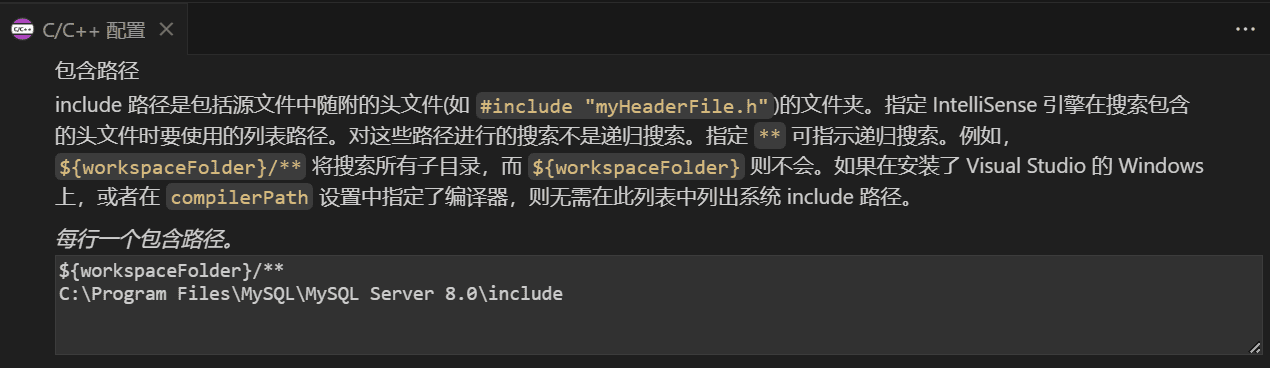 C/C++ 配置
包含路径
include 路径是包括源文件中随附的头文件(如 #include "myHeaderFile.h")的文件夹。指定 IntelliSense 引擎在搜索包含
的头文件时要使用的列表路径。对这些路径进行的搜索不是递归搜索。指定 ** 可指示递归搜索。例如，
${workspaceFolder}/** 将搜索所有子目录，而 ${workspaceFolder} 则不会。如果在安装了 Visual Studio 的 Windows
上，或者在 compilerPath 设置中指定了编译器，则无需在此列表中列出系统 include 路径。
每行一个包含路径。
${workspaceFolder}/**
C:\Program Files\MySQL\MySQL Server 8.0\include